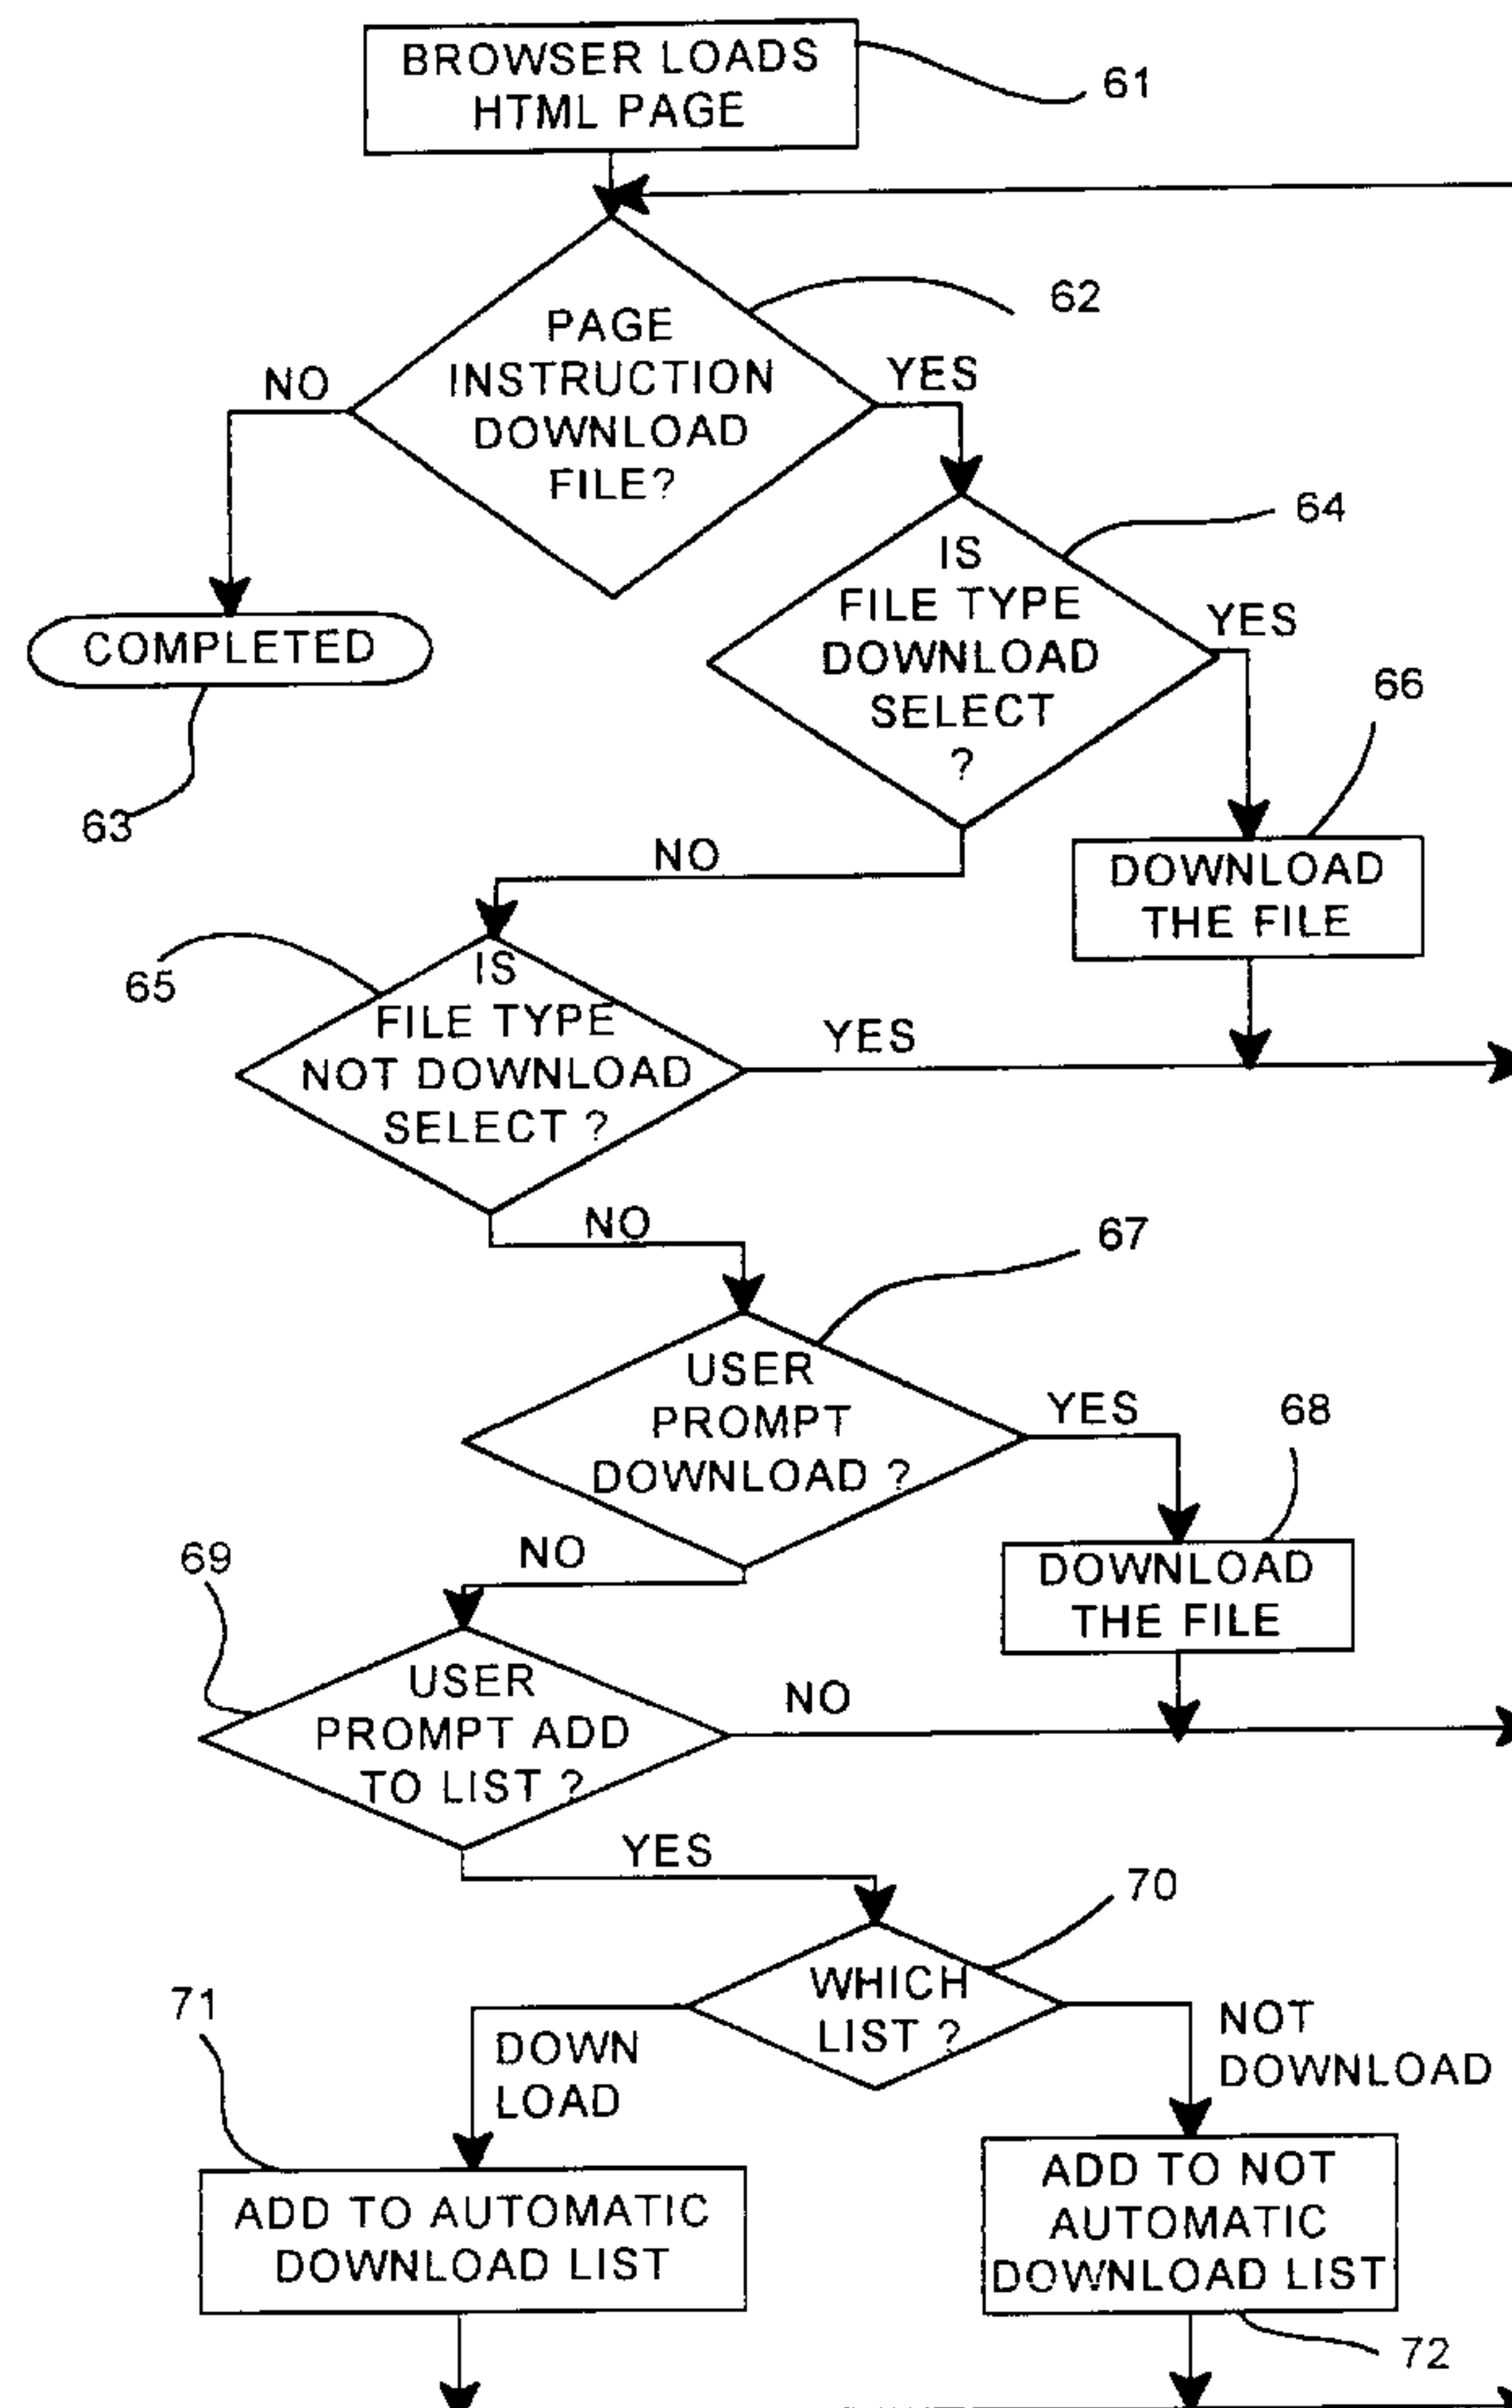 BROWSER LOADS
HTML PAGE
61
PAGE
INSTRUCTION
DOWNLOAD
FILE?
62
NO
YES
COMPLETED
63
IS
FILE TYPE
DOWNLOAD
SELECT
?
64
YES
66
NO
DOWNLOAD
THE FILE
65
IS
FILE TYPE
NOT DOWNLOAD
SELECT ?
YES
NO
67
USER
PROMPT
DOWNLOAD ?
YES
68
NO
DOWNLOAD
THE FILE
69
USER
PROMPT ADD
TO LIST ?
NO
YES
70
WHICH
LIST ?
71
DOWN
LOAD
NOT
DOWNLOAD
ADD TO AUTOMATIC
DOWNLOAD LIST
ADD TO NOT
AUTOMATIC
DOWNLOAD LIST
72